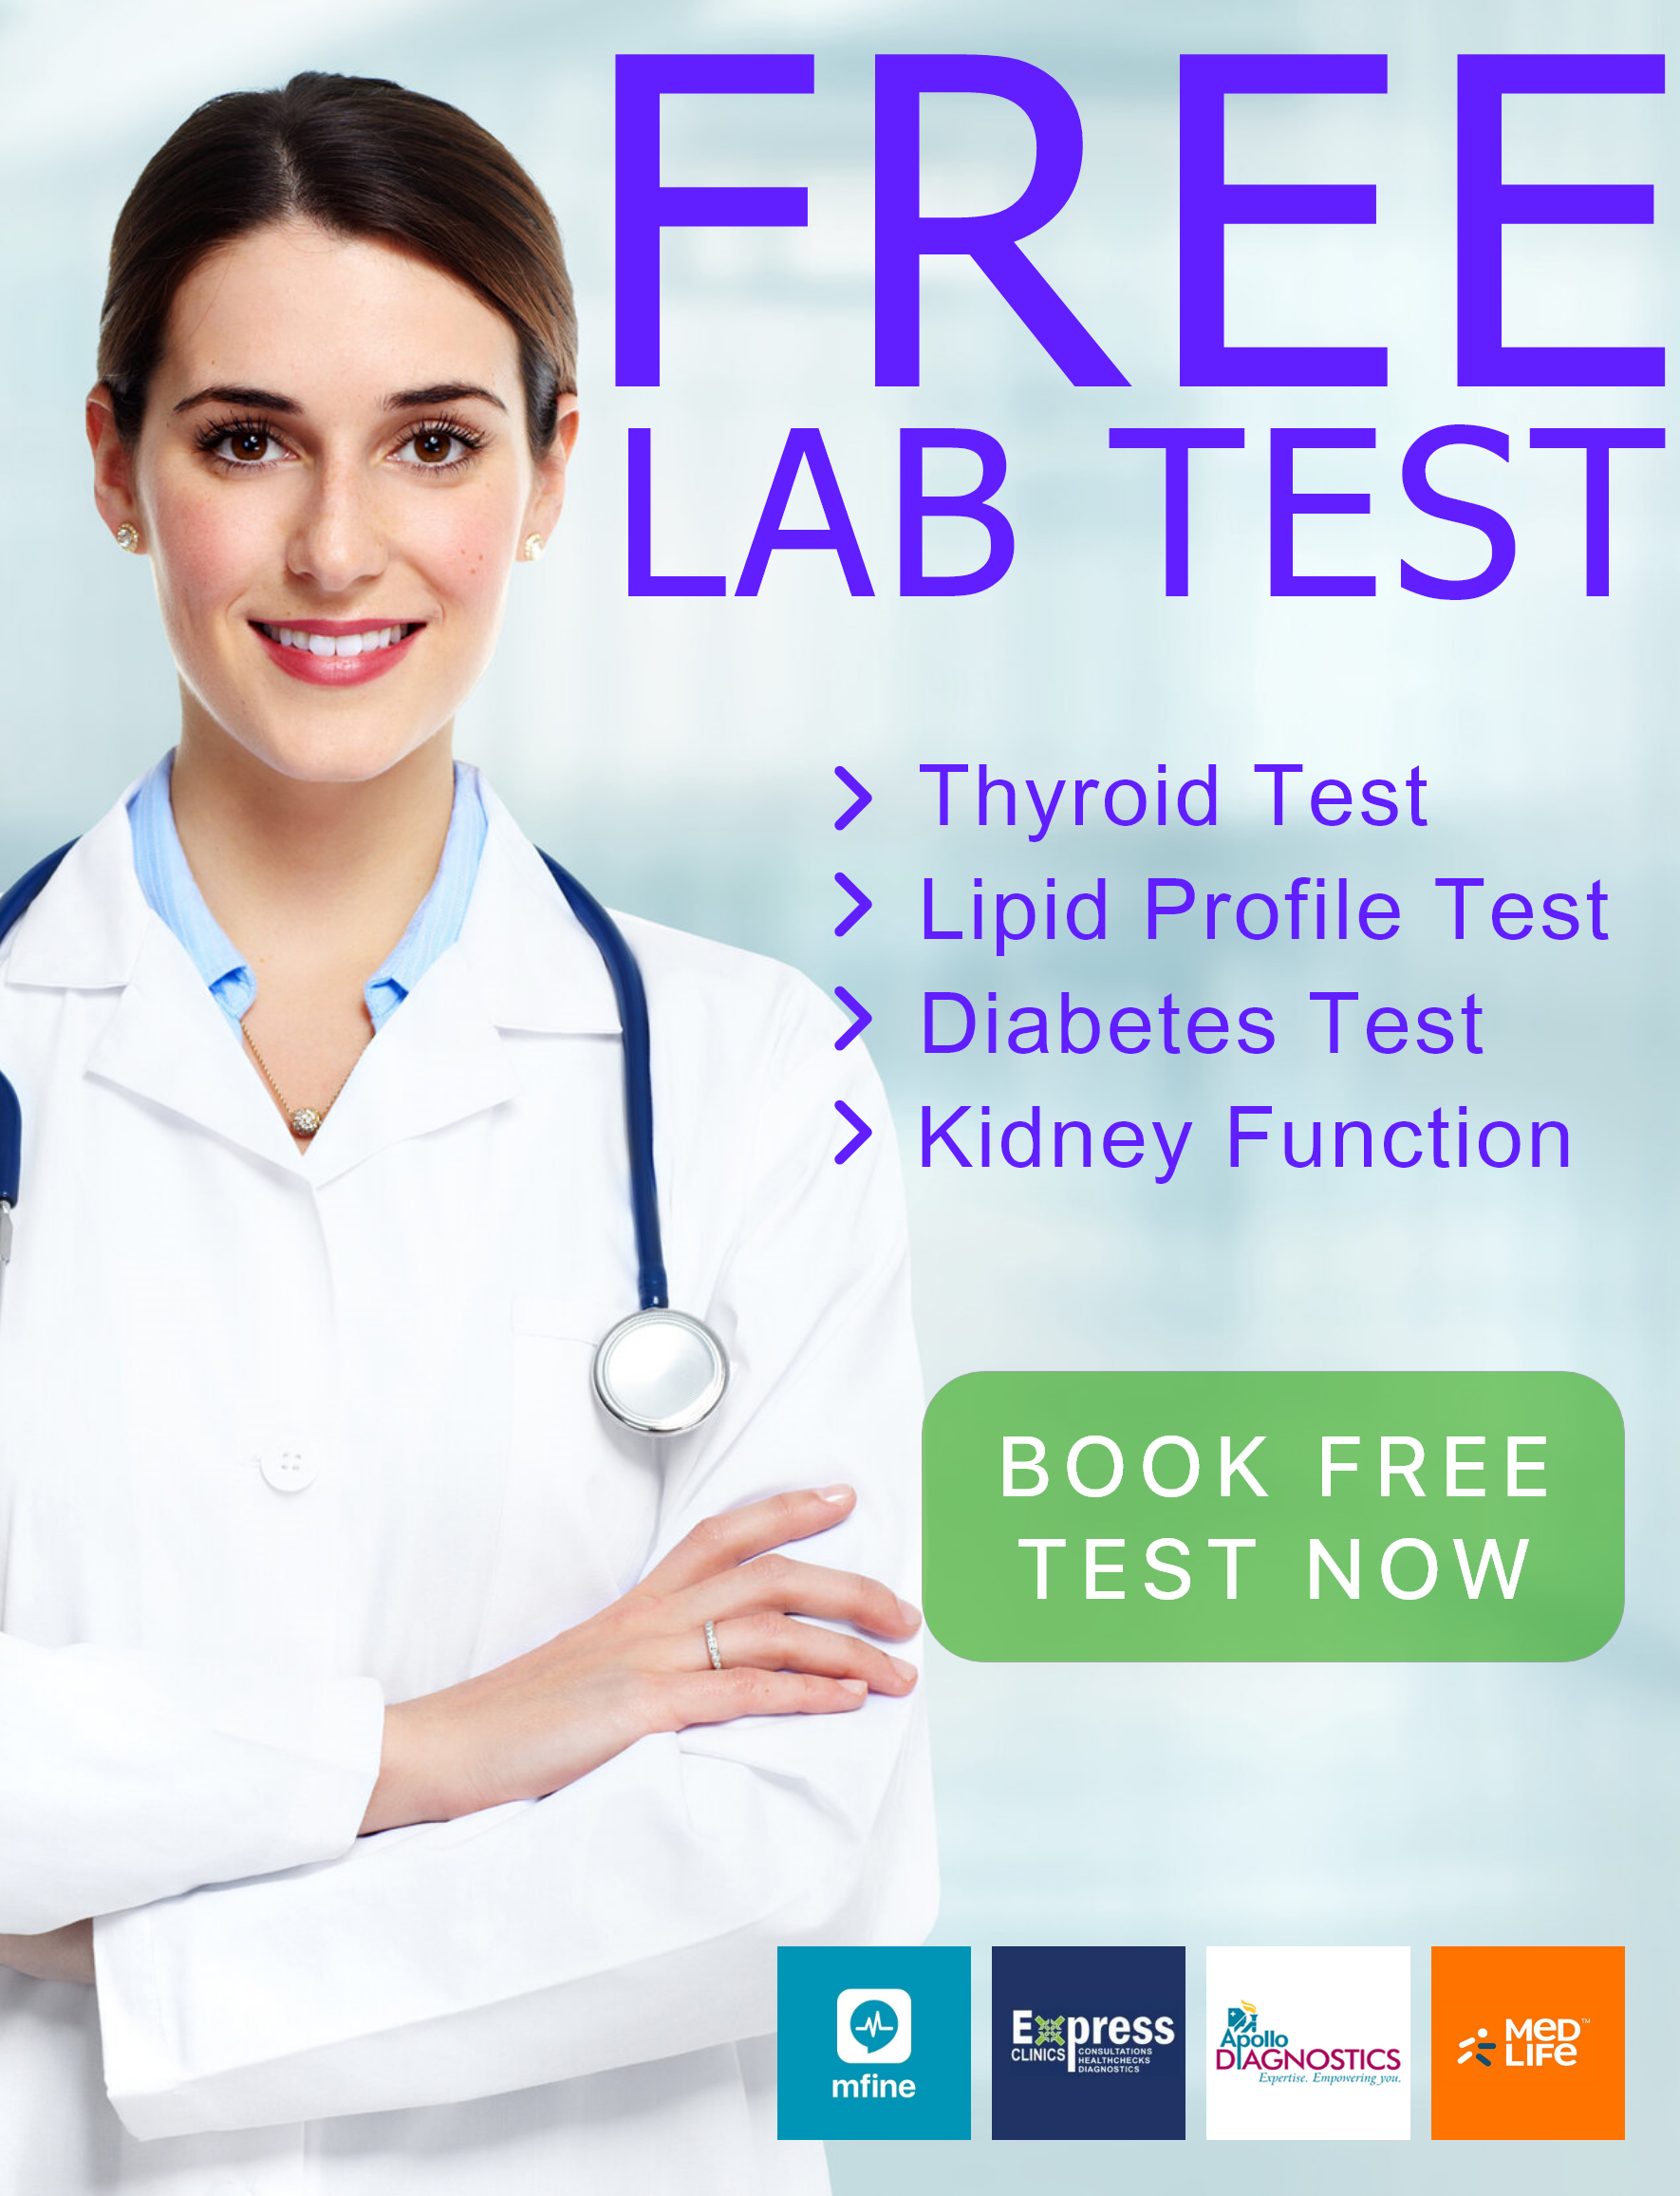 FREE
LAB TEST
Thyroid Test
Lipid Profile Test
Diabetes Test
Kidney Function
BOOK FREE
TEST NOW
mfine
Express
CLINICS
CONSULTATIONS
HEALTHCHECKS
DIAGNOSTICS
Apollo
DIAGNOSTICS
Expertise. Empowering you.
MeD
LIFe™